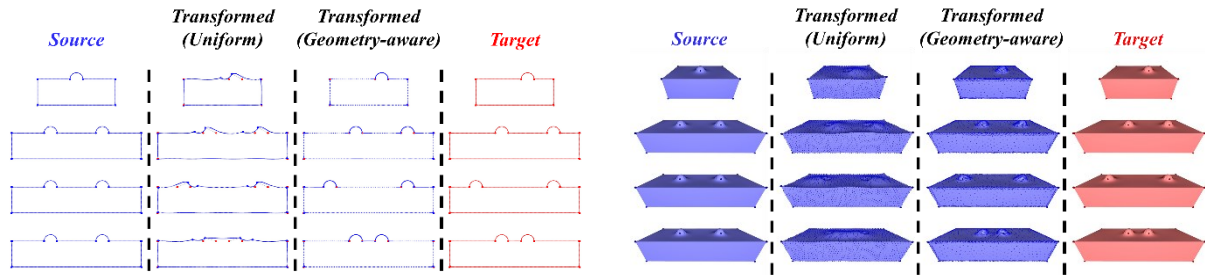 Source
Transformed
(Uniform)
Transformed
(Geometry-aware)
Target
Source
Transformed
(Uniform)
Transformed
(Geometry-aware)
Target